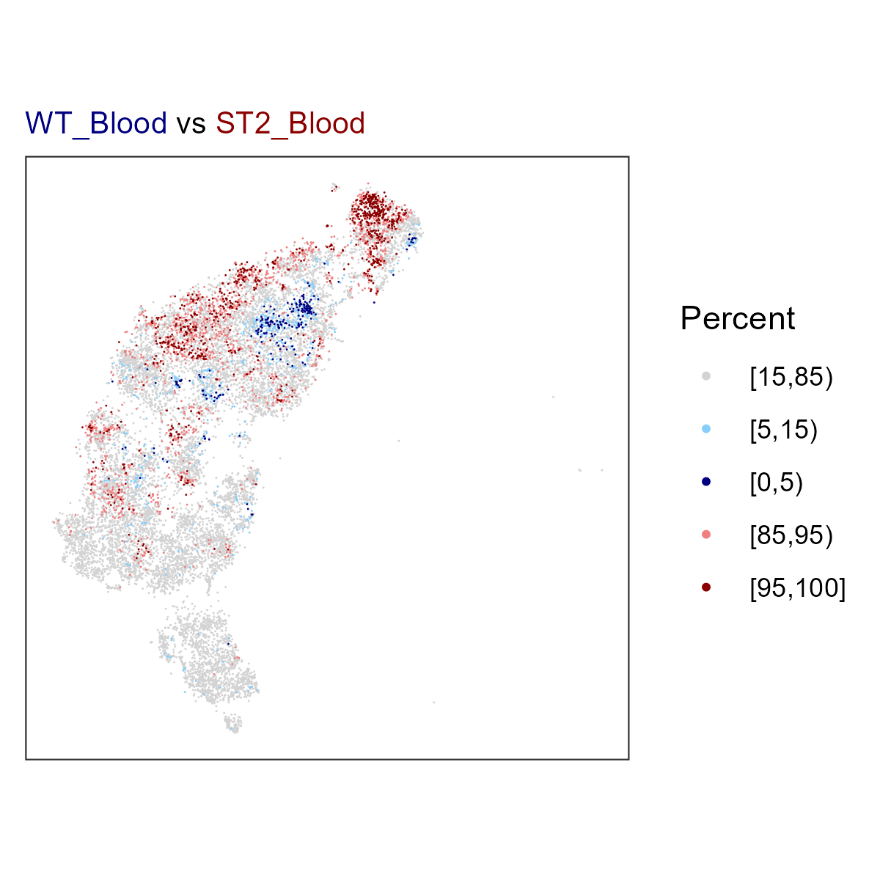 WT_Blood vs ST2_Blood
Percent
[15,85)
[5,15)
[0,5)
[85,95)
[95,100]